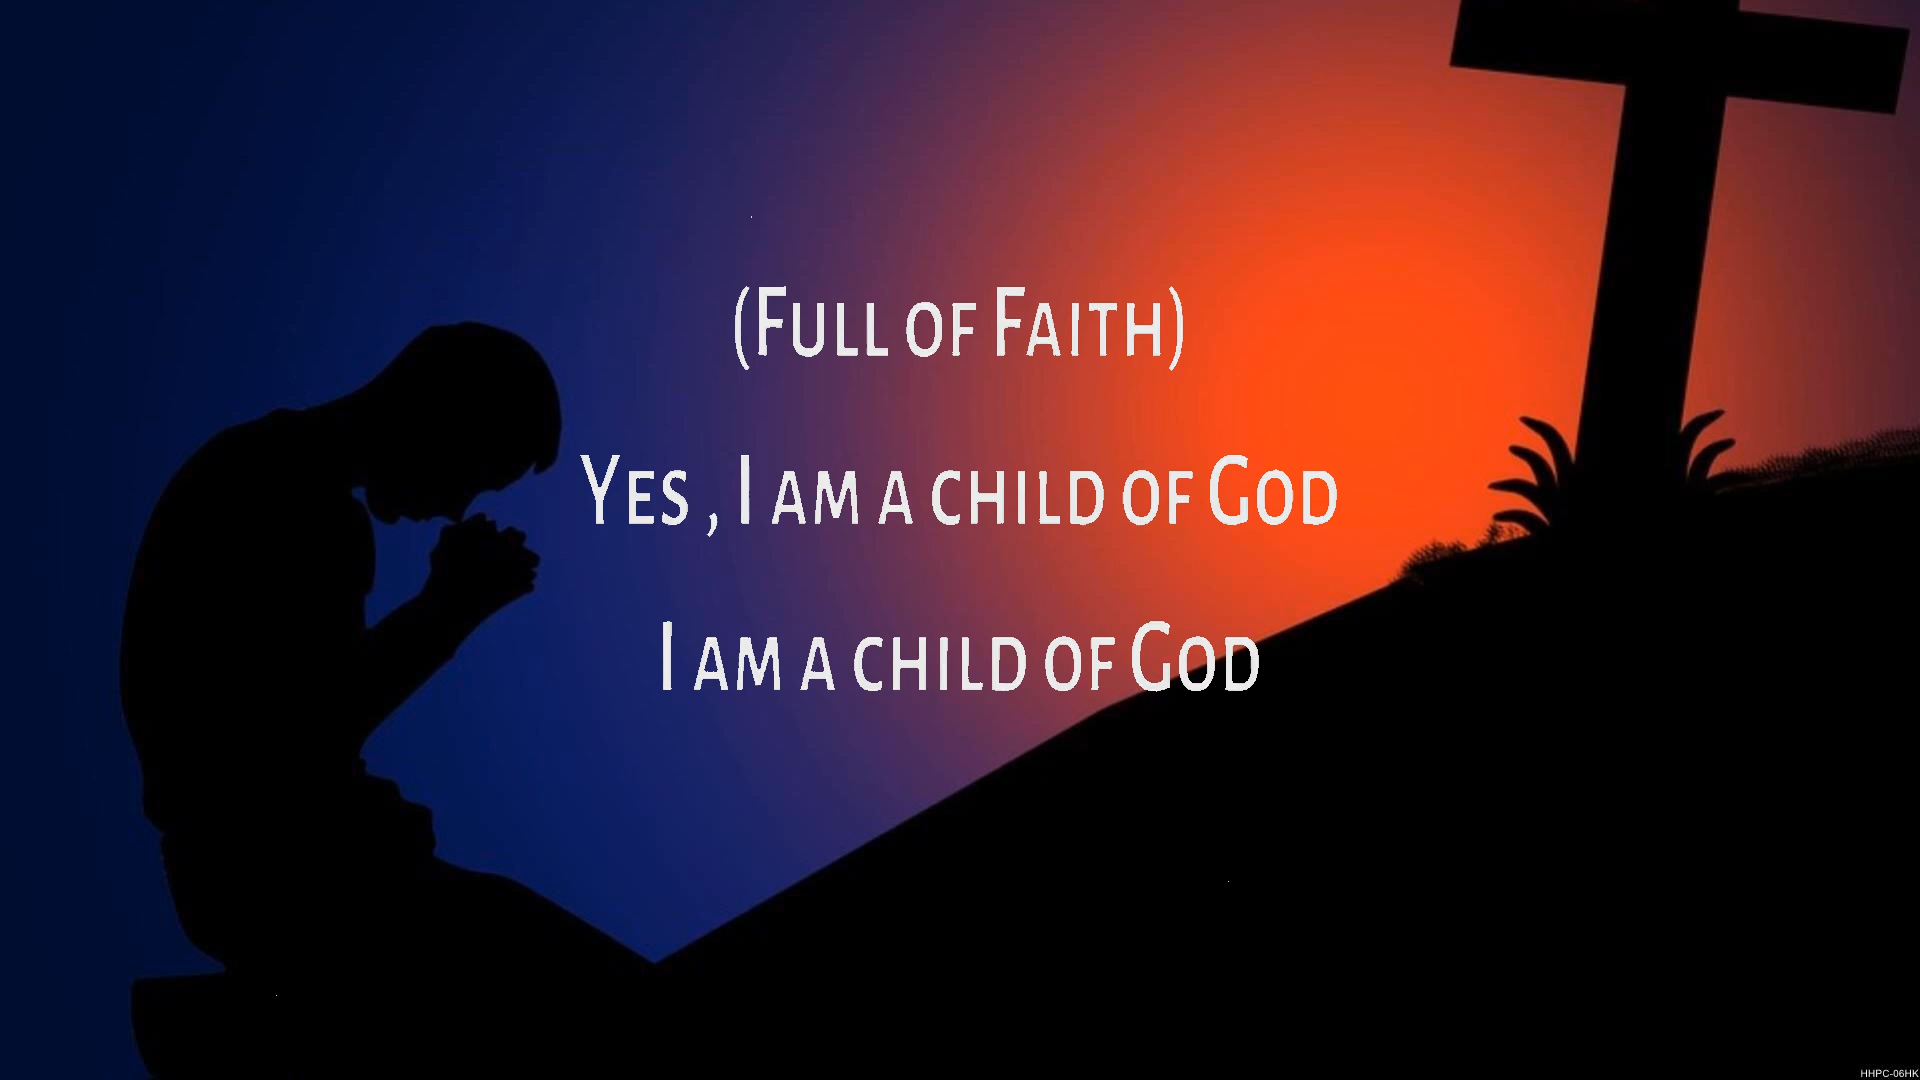 (Full of Faith)
Yes , I am a child of God
I am a child of God
HHPC-06HK